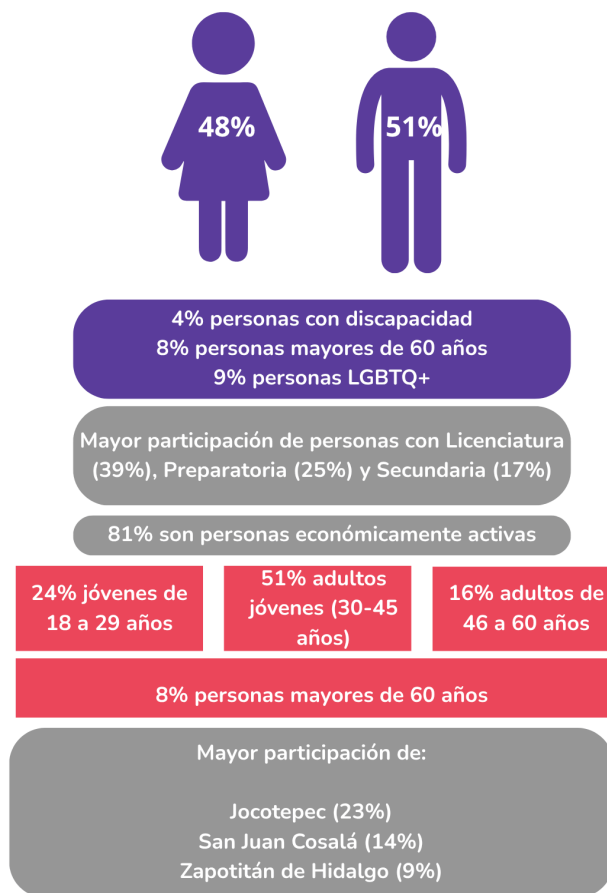 48%
51%
4% personas con discapacidad
8% personas mayores de 60 años
9% personas LGBTQ+
Mayor participación de personas con Licenciatura
(39%), Preparatoria (25%) y Secundaria (17%)
81% son personas económicamente activas
24% jóvenes de
18 a 29 años
51% adultos
jóvenes (30-45
años)
16% adultos de
46 a 60 años
8% personas mayores de 60 años
Mayor participación de:
Jocotepec (23%)
San Juan Cosalá (14%)
Zapotitán de Hidalgo (9%)